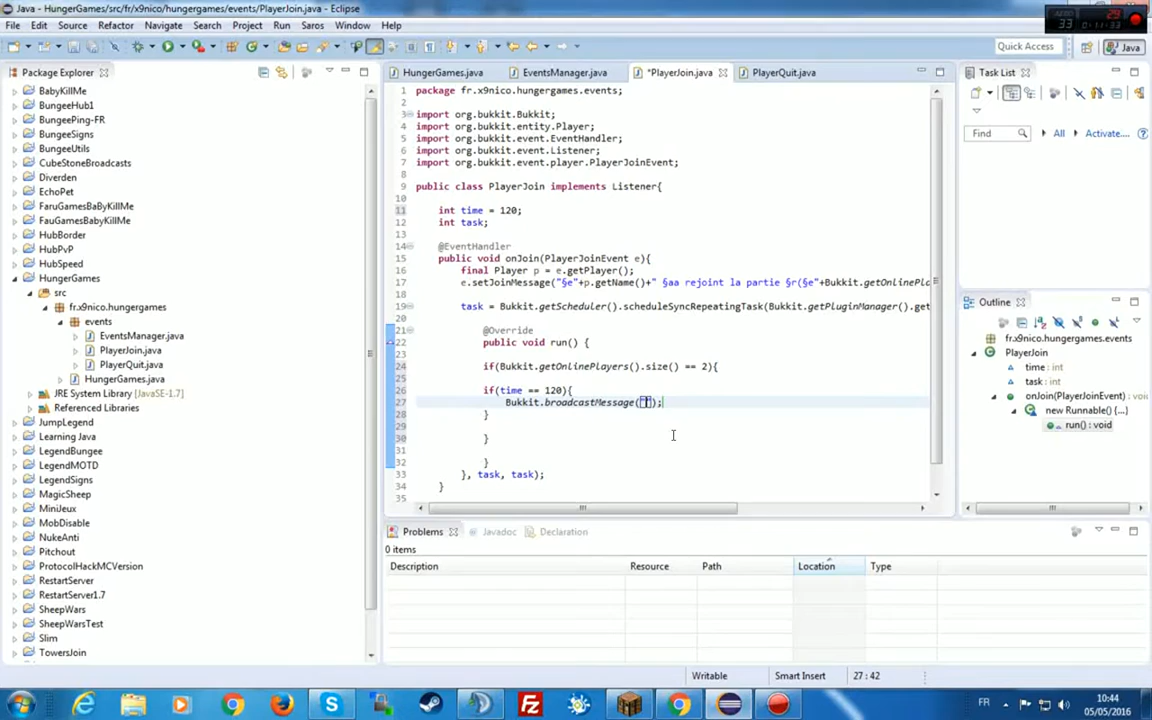 Java - HungerGames/src/fr/x9nico/hungergames/events/PlayerJoin.java - Eclipse
File Edit Source Refactor Navigate Search Project Run Saros Window Help
Quick Access
Java
Package Explorer
BabyKillMe
BungeeHub1
BungeePing-FR
BungeeSigns
BungeeUtils
CubeStoneBroadcasts
Diverden
EchoPet
FaruGamesBabyKillMe
FauGamesBaByKillMe
HubBorder
HubPvP
HubSpeed
HungerGames
src
fr.x9nico.hungergames
events
EventsManager.java
PlayerJoin.java
PlayerQuit.java
HungerGames.java
JRE System Library [JavaSE-1.7]
Referenced Libraries
JumpLegend
Learning Java
LegendBungee
LegendMOTD
LegendSigns
MagicSheep
MiniJeux
MobDisable
NukeAnti
Pitchout
ProtocolHackMCVersion
RestartServer
RestartServer1.7
SheepWars
SheepWarsTest
Slim
TowersJoin
HungerGames.java EventsManager.java *PlayerJoin.java PlayerQuit.java
1 package fr.x9nico.hungergames.events;
2
3 import org.bukkit.Bukkit;
4 import org.bukkit.entity.Player;
5 import org.bukkit.event.EventHandler;
6 import org.bukkit.event.Listener;
7 import org.bukkit.event.player.PlayerJoinEvent;
8
9 public class PlayerJoin implements Listener{
10
11 int time = 120;
12 int task;
13
14 @EventHandler
15 public void onJoin(PlayerJoinEvent e){
16 final Player p = e.getPlayer();
17 e.setJoinMessage("§e"+p.getName()+" §aa rejoint la partie §r(§e"+Bukkit.getOnlinePl
18
19 task = Bukkit.getScheduler().scheduleSyncRepeatingTask(Bukkit.getPluginManager().get
20
21 @Override
22 public void run() {
23
24 if(Bukkit.getOnlinePlayers().size() == 2){
25
26 if(time == 120){
27 Bukkit.broadcastMessage("");
28 }
29
30 }
31
32 }
33 }, task, task);
34 }
35
Task List
Find
All
Activate...
Outline
fr.x9nico.hungergames.events
PlayerJoin
time : int
task : int
onJoin(PlayerJoinEvent) : void
new Runnable() {...}
run() : void
Problems Javadoc Declaration
0 items
Description Resource Path Location Type
Writable Smart Insert 27 : 42
FR
10:44
05/05/2016